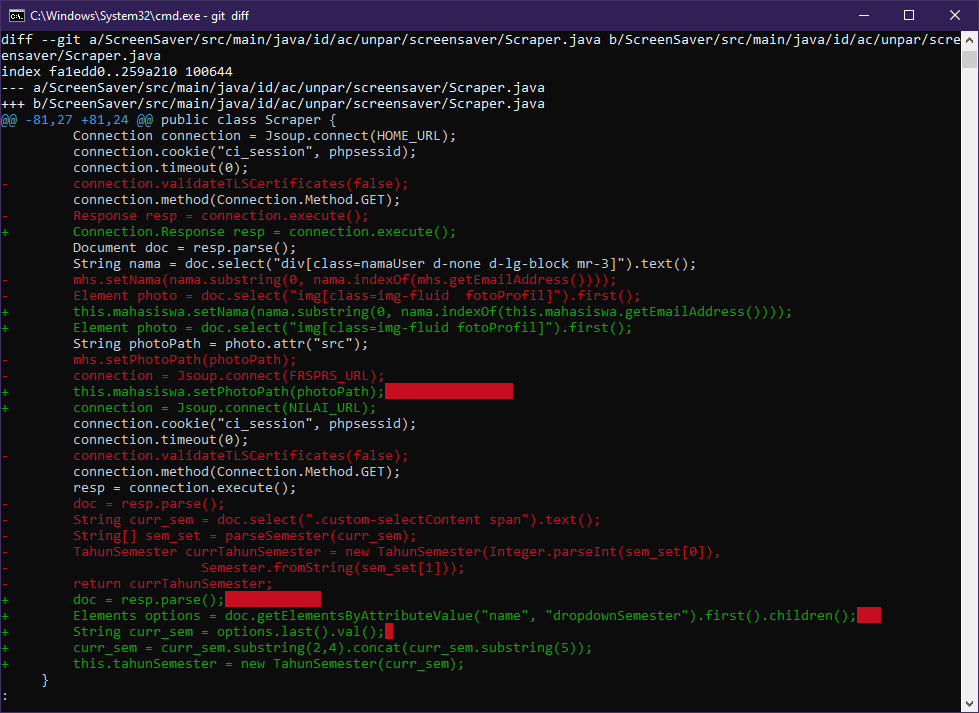 C:\Windows\System32\cmd.exe - git  diff
diff --git a/ScreenSaver/src/main/java/id/ac/unpar/screensaver/Scraper.java b/ScreenSaver/src/main/java/id/ac/unpar/scre
ensaver/Scraper.java
index fa1edd0..259a210 100644
--- a/ScreenSaver/src/main/java/id/ac/unpar/screensaver/Scraper.java
+++ b/ScreenSaver/src/main/java/id/ac/unpar/screensaver/Scraper.java
@@ -81,27 +81,24 @@ public class Scraper {
         Connection connection = Jsoup.connect(HOME_URL);
         connection.cookie("ci_session", phpsessid);
         connection.timeout(0);
-        connection.validateTLSCertificates(false);
         connection.method(Connection.Method.GET);
-        Response resp = connection.execute();
+        Connection.Response resp = connection.execute();
         Document doc = resp.parse();
         String nama = doc.select("div[class=namaUser d-none d-lg-block mr-3]").text();
-        mhs.setNama(nama.substring(0, nama.indexOf(mhs.getEmailAddress())));
-        Element photo = doc.select("img[class=img-fluid  fotoProfil]").first();
+        this.mahasiswa.setNama(nama.substring(0, nama.indexOf(this.mahasiswa.getEmailAddress())));
+        Element photo = doc.select("img[class=img-fluid fotoProfil]").first();
         String photoPath = photo.attr("src");
-        mhs.setPhotoPath(photoPath);
-        connection = Jsoup.connect(FRSPRS_URL);
+        this.mahasiswa.setPhotoPath(photoPath);
+        connection = Jsoup.connect(NILAI_URL);
         connection.cookie("ci_session", phpsessid);
         connection.timeout(0);
-        connection.validateTLSCertificates(false);
         connection.method(Connection.Method.GET);
         resp = connection.execute();
-        doc = resp.parse();
-        String curr_sem = doc.select(".custom-selectContent span").text();
-        String[] sem_set = parseSemester(curr_sem);
-        TahunSemester currTahunSemester = new TahunSemester(Integer.parseInt(sem_set[0]),
-                        Semester.fromString(sem_set[1]));
-        return currTahunSemester;
+        doc = resp.parse();
+        Elements options = doc.getElementsByAttributeValue("name", "dropdownSemester").first().children();
+        String curr_sem = options.last().val();
+        curr_sem = curr_sem.substring(2,4).concat(curr_sem.substring(5));
+        this.tahunSemester = new TahunSemester(curr_sem);
     }
: